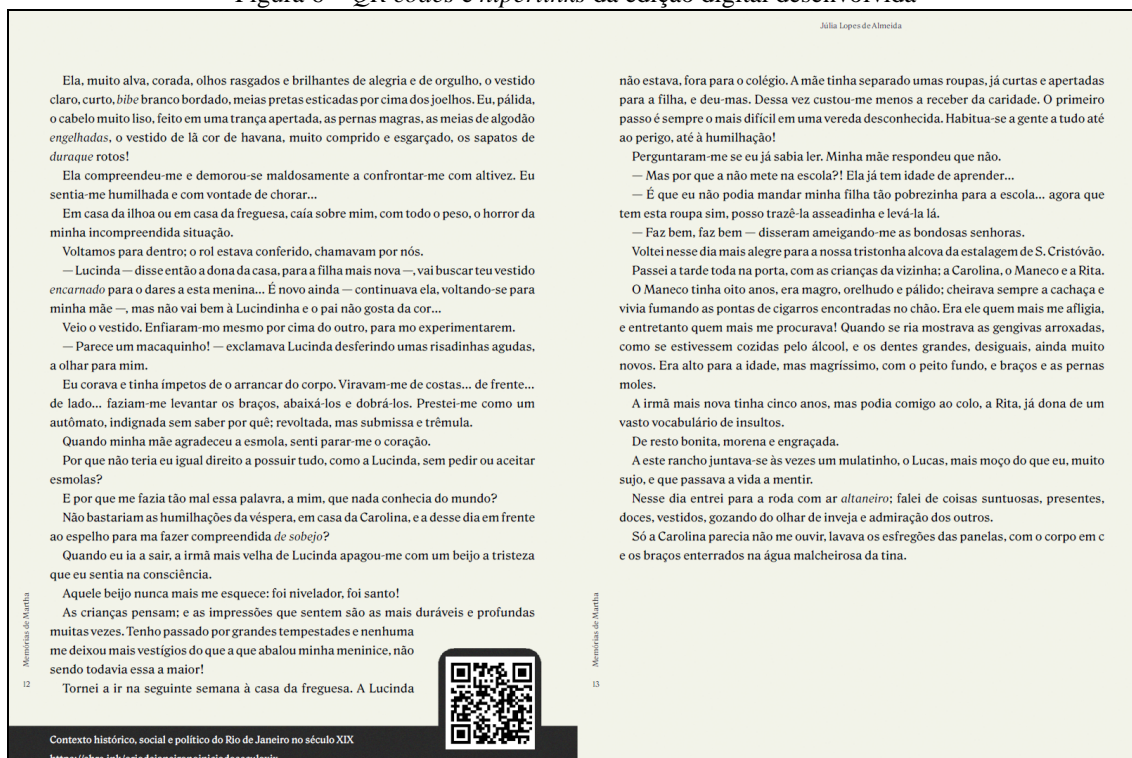 Figura 8 – QR codes e hiperlinks da edição digital desenvolvida
Ela, muito alva, corada, olhos rasgados e brilhantes de alegria e de orgulho, o vestido
claro, curto, bibe branco bordado, meias pretas esticadas por cima dos joelhos. Eu, pálida,
o cabelo muito liso, feito em uma trança apertada, as pernas magras, as meias de algodão
engelhadas, o vestido de lã cor de havana, muito comprido e esgarçado, os sapatos de
duraque rotos!
Ela compreendeu-me e demorou-se maldosamente a confrontar-me com altivez. Eu
sentia-me humilhada e com vontade de chorar...
Em casa da ilhoa ou em casa da freguesa, caía sobre mim, com todo o peso, o horror da
minha incompreendida situação.
Voltamos para dentro; o rol estava conferido, chamavam por nós.
— Lucinda — disse então a dona da casa, para a filha mais nova —, vai buscar teu vestido
encarnado para o dares a esta menina... É novo ainda — continuava ela, voltando-se para
minha mãe —, mas não vai bem à Lucindinha e o pai não gosta da cor...
Veio o vestido. Enfiaram-mo mesmo por cima do outro, para mo experimentarem.
— Parece um macaquinho! — exclamava Lucinda desferindo umas risadinhas agudas,
a olhar para mim.
Eu corava e tinha ímpetos de o arrancar do corpo. Viravam-me de costas... de frente...
de lado... faziam-me levantar os braços, abaixá-los e dobrá-los. Prestei-me como um
autômato, indignada sem saber por quê; revoltada, mas submissa e trêmula.
Quando minha mãe agradeceu a esmola, senti parar-me o coração.
Por que não teria eu igual direito a possuir tudo, como a Lucinda, sem pedir ou aceitar
esmolas?
E por que me fazia tão mal essa palavra, a mim, que nada conhecia do mundo?
Não bastariam as humilhações da véspera, em casa da Carolina, e a desse dia em frente
ao espelho para ma fazer compreendida de sobejo?
Quando eu ia a sair, a irmã mais velha de Lucinda apagou-me com um beijo a tristeza
que eu sentia na consciência.
Aquele beijo nunca mais me esquece: foi nivelador, foi santo!
As crianças pensam; e as impressões que sentem são as mais duráveis e profundas
muitas vezes. Tenho passado por grandes tempestades e nenhuma
me deixou mais vestígios do que a que abalou minha meninice, não
sendo todavia essa a maior!
Tornei a ir na seguinte semana à casa da freguesa. A Lucinda
Memórias de Martha
12
Contexto histórico, social e político do Rio de Janeiro no século XIX
Júlia Lopes de Almeida
não estava, fora para o colégio. A mãe tinha separado umas roupas, já curtas e apertadas
para a filha, e deu-mas. Dessa vez custou-me menos a receber da caridade. O primeiro
passo é sempre o mais difícil em uma vereda desconhecida. Habitua-se a gente a tudo até
ao perigo, até à humilhação!
Perguntaram-me se eu já sabia ler. Minha mãe respondeu que não.
— Mas por que a não mete na escola?! Ela já tem idade de aprender...
— É que eu não podia mandar minha filha tão pobrezinha para a escola... agora que
tem esta roupa sim, posso trazê-la asseadinha e levá-la lá.
— Faz bem, faz bem — disseram ameigando-me as bondosas senhoras.
Voltei nesse dia mais alegre para a nossa tristonha alcova da estalagem de S. Cristóvão.
Passei a tarde toda na porta, com as crianças da vizinha; a Carolina, o Maneco e a Rita.
O Maneco tinha oito anos, era magro, orelhudo e pálido; cheirava sempre a cachaça e
vivia fumando as pontas de cigarros encontradas no chão. Era ele quem mais me afligia,
e entretanto quem mais me procurava! Quando se ria mostrava as gengivas arroxadas,
como se estivessem cozidas pelo álcool, e os dentes grandes, desiguais, ainda muito
novos. Era alto para a idade, mas magríssimo, com o peito fundo, e braços e as pernas
moles.
A irmã mais nova tinha cinco anos, mas podia comigo ao colo, a Rita, já dona de um
vasto vocabulário de insultos.
De resto bonita, morena e engraçada.
A este rancho juntava-se às vezes um mulatinho, o Lucas, mais moço do que eu, muito
sujo, e que passava a vida a mentir.
Nesse dia entrei para a roda com ar altaneiro; falei de coisas suntuosas, presentes,
doces, vestidos, gozando do olhar de inveja e admiração dos outros.
Só a Carolina parecia não me ouvir, lavava os esfregões das panelas, com o corpo em c
e os braços enterrados na água malcheirosa da tina.
Memórias de Martha
13